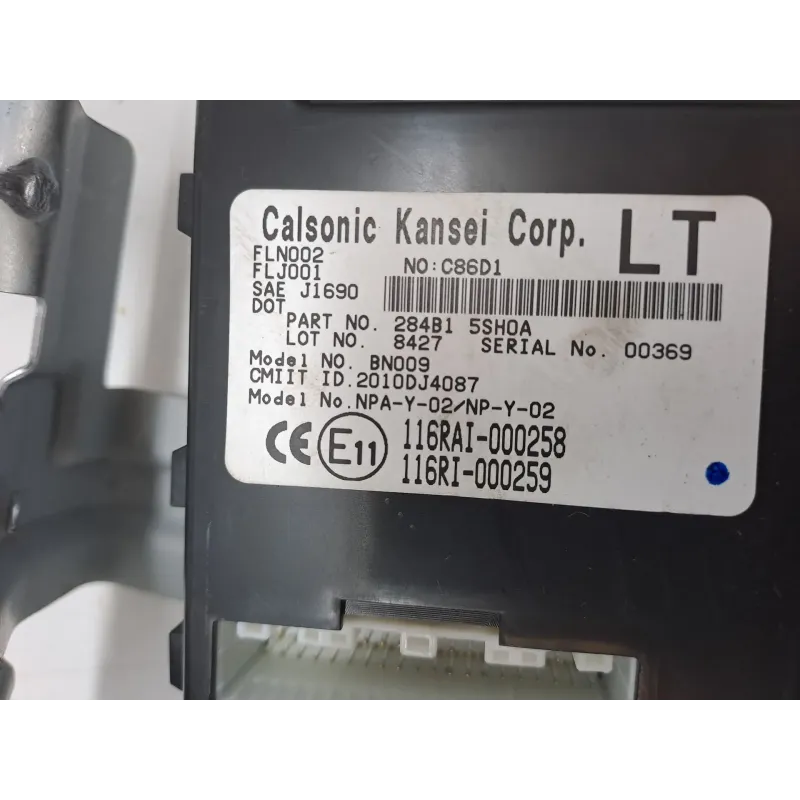 Calsonic Kansei Corp. LT
FLN002
FLJ001 NO:C86D1
SAE J1690
DOT
PART NO. 284B1 5SH0A
LOT NO. 8427 SERIAL No. 00369
Model NO. BN009
CMIIT ID.2010DJ4087
Model No.NPA-Y-02/NP-Y-02
CE E11 116RAI-000258
116RI-000259